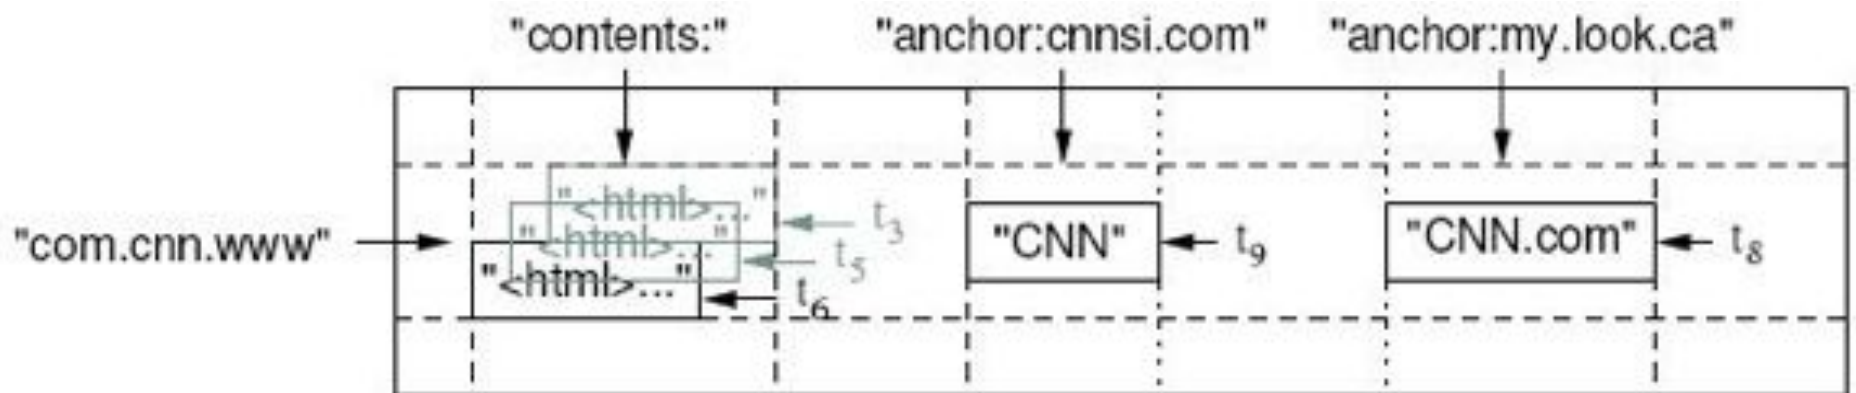 "contents:" "anchor:cnnsi.com" "anchor:my.look.ca"
"<html>..." t3
"com.cnn.www" "<html>..." t5 "CNN" t9 "CNN.com" t8
"<html>..." t6